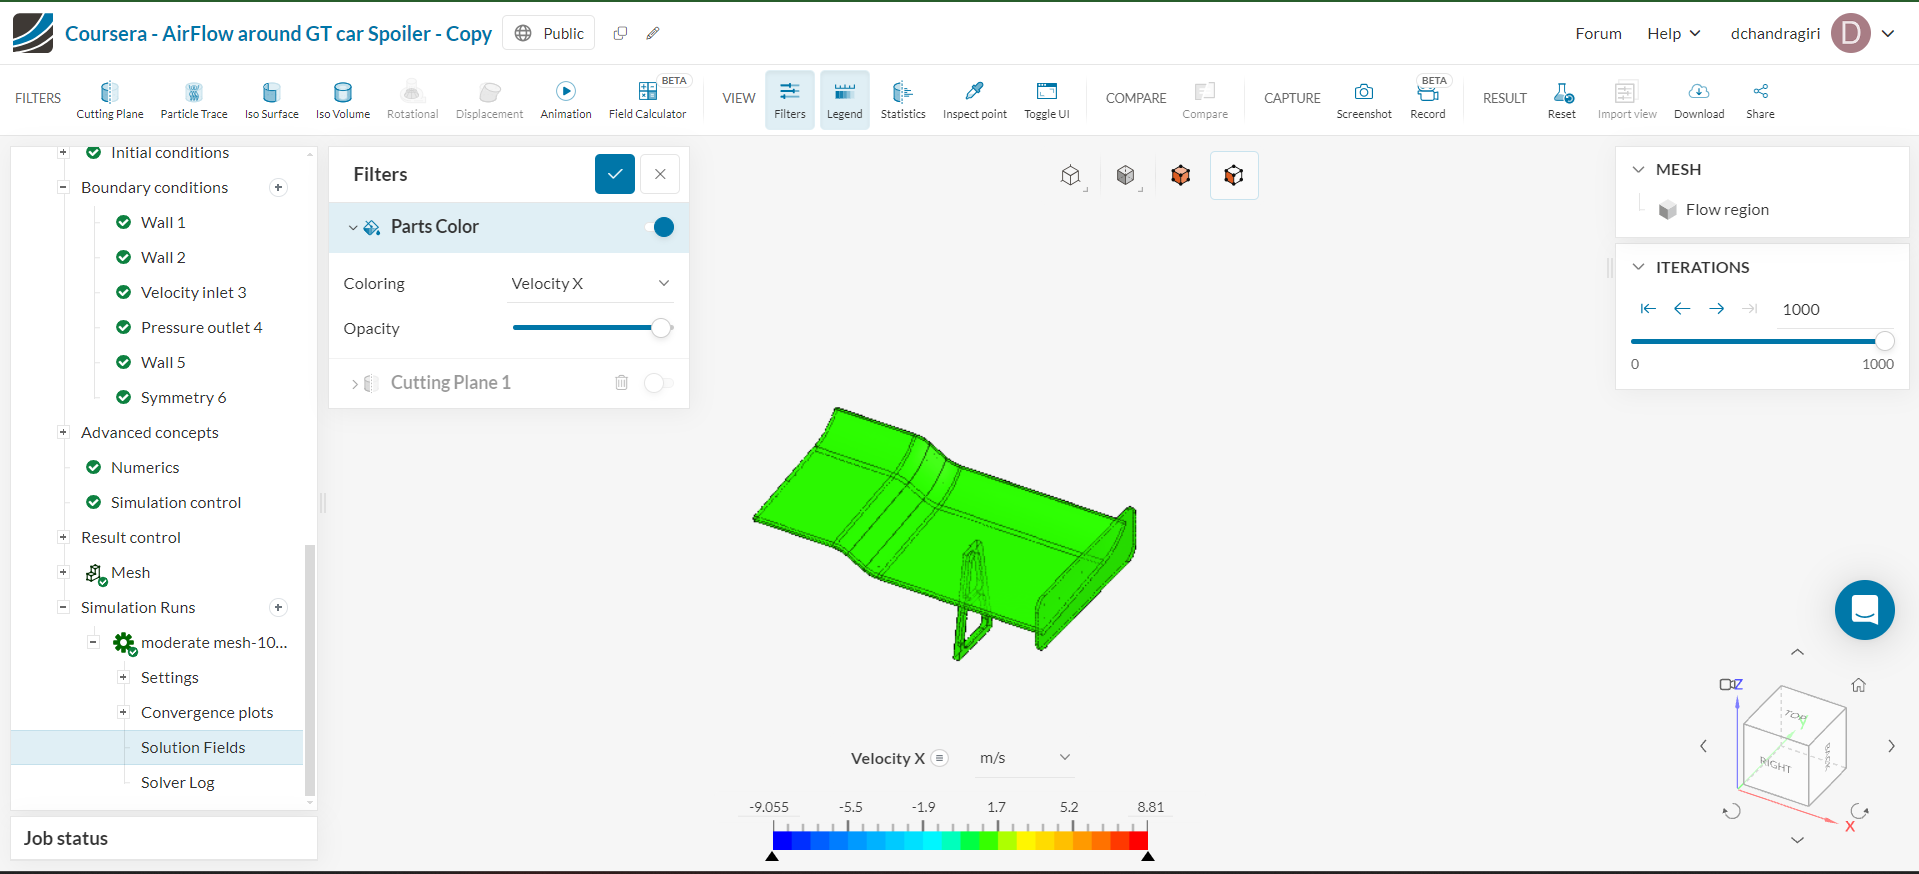 Coursera - AirFlow around GT car Spoiler - Copy
Public
Forum
Help
dchandragiri
D
FILTERS
Cutting Plane
Particle Trace
Iso Surface
Iso Volume
Rotational
Displacement
Animation
BETA
Field Calculator
VIEW
Filters
Legend
Statistics
Inspect point
Toggle UI
COMPARE
Compare
CAPTURE
Screenshot
BETA
Record
RESULT
Reset
Import view
Download
Share
Initial conditions
Boundary conditions
Wall 1
Wall 2
Velocity inlet 3
Pressure outlet 4
Wall 5
Symmetry 6
Advanced concepts
Numerics
Simulation control
Result control
Mesh
Simulation Runs
moderate mesh-10...
Settings
Convergence plots
Solution Fields
Solver Log
Job status
Filters
Parts Color
Coloring
Velocity X
Opacity
Cutting Plane 1
MESH
Flow region
ITERATIONS
1000
0
1000
Velocity X
m/s
-9.055 -5.5 -1.9 1.7 5.2 8.81
Z
TOP
Y
RIGHT
BACK
X